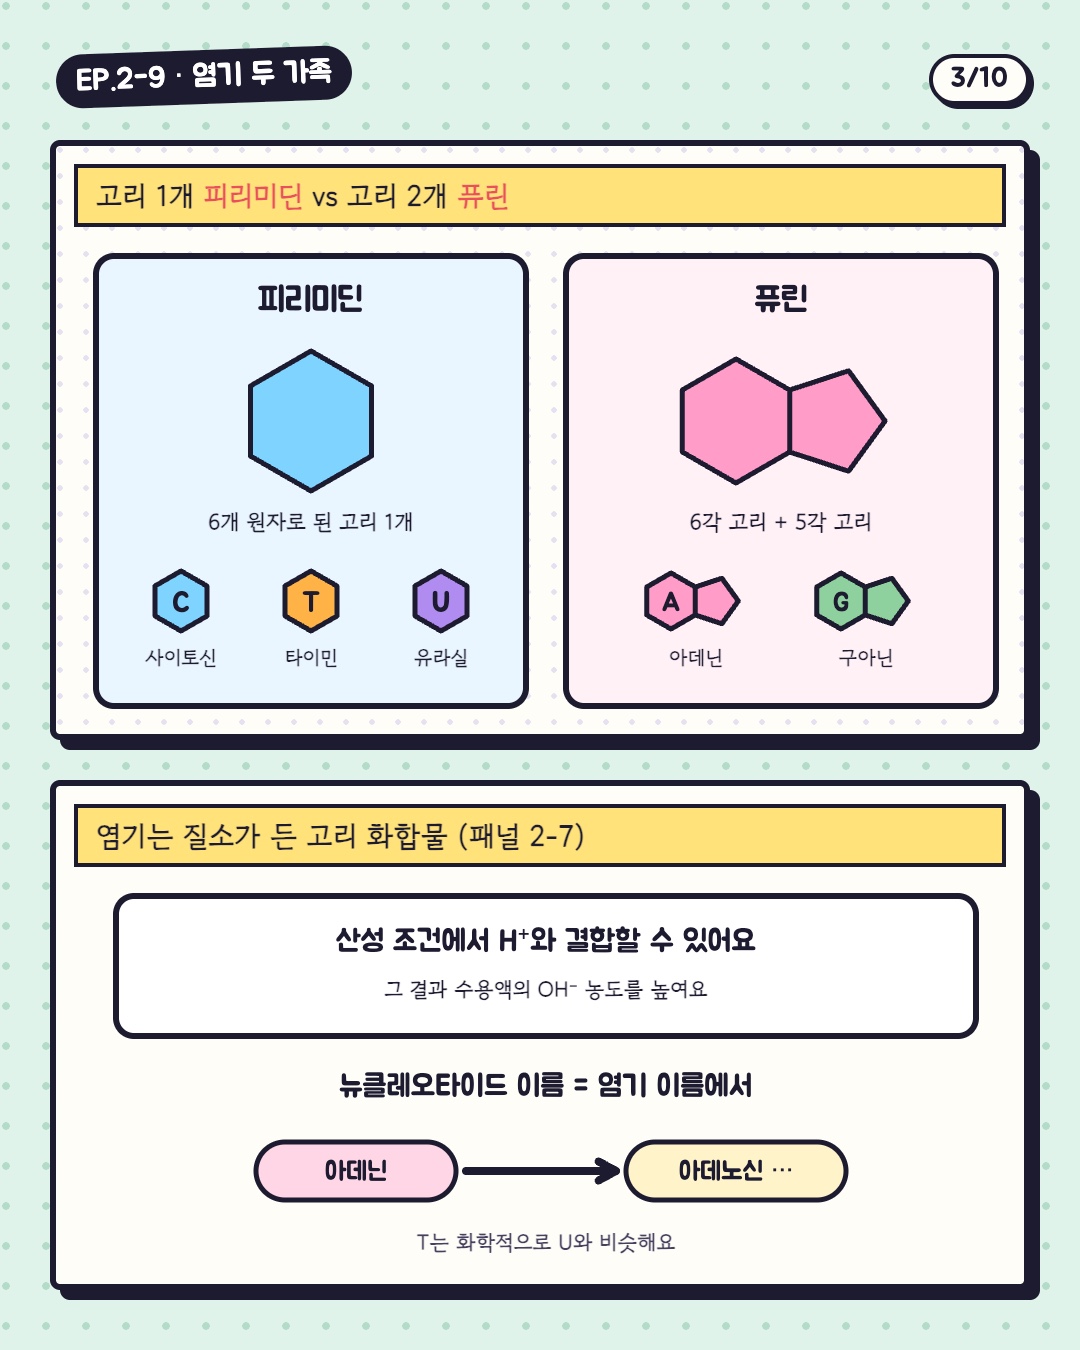 EP.2-9 · 염기 두 가족
3/10
고리 1개 피리미딘 vs 고리 2개 퓨린
피리미딘
6개 원자로 된 고리 1개
C
T
U
사이토신
타이민
유라실
퓨린
6각 고리 + 5각 고리
A
G
아데닌
구아닌
염기는 질소가 든 고리 화합물 (패널 2-7)
산성 조건에서 H⁺와 결합할 수 있어요
그 결과 수용액의 OH⁻ 농도를 높여요
뉴클레오타이드 이름 = 염기 이름에서
아데닌
아데노신 ⋯
T는 화학적으로 U와 비슷해요